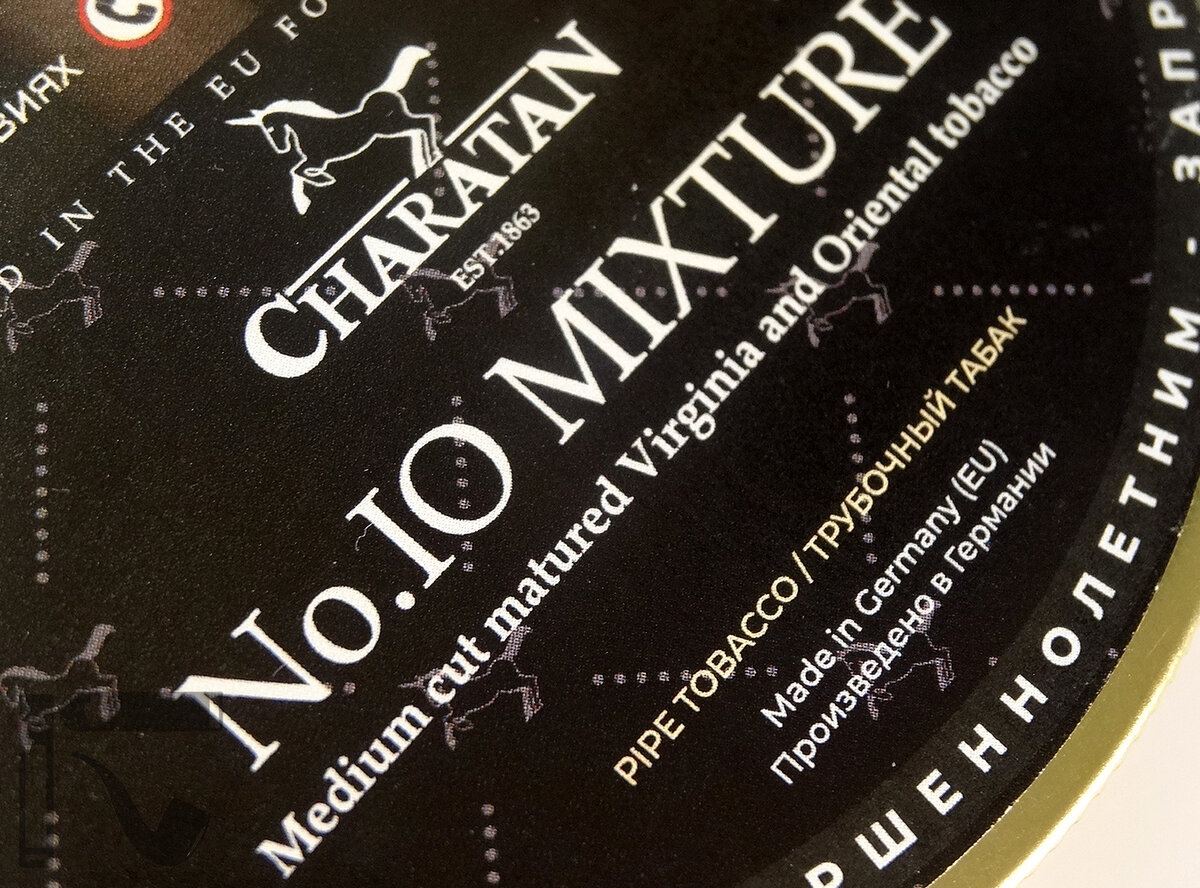 ВИЯХ
D IN THE EU FO
CHARATAN
EST.1863
No.10 MIXTURE
Medium cut matured Virginia and Oriental tobacco
PIPE TOBACCO / ТРУБОЧНЫЙ ТАБАК
Made in Germany (EU)
Произведено в Германии
РШЕННОЛЕТНИМ - ЗАПР